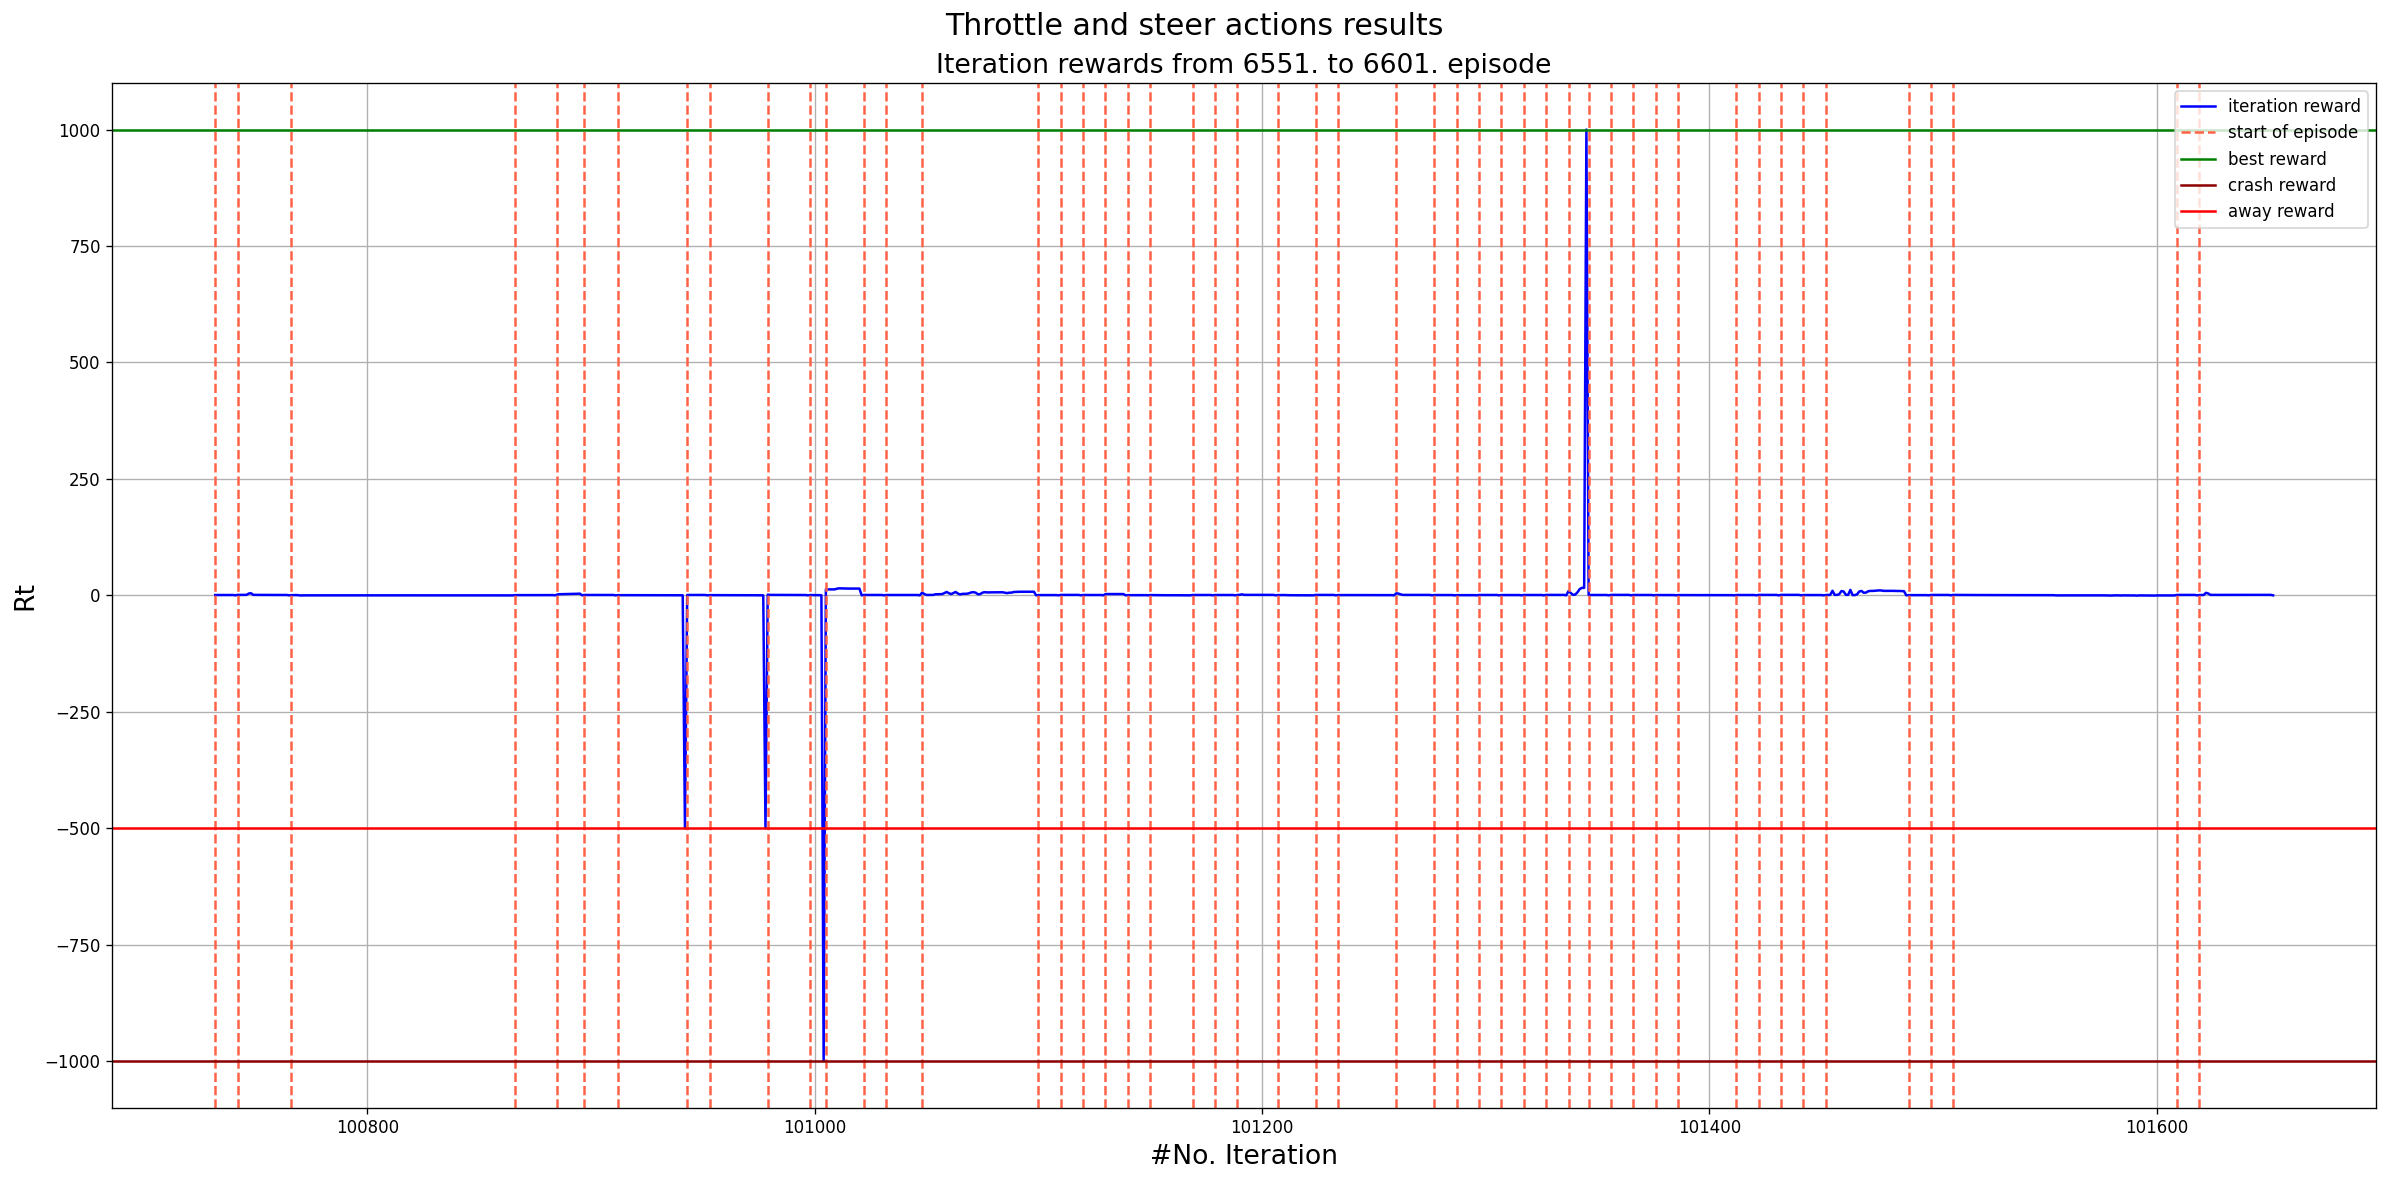 Throttle and steer actions results
Iteration rewards from 6551. to 6601. episode
1000
750
500
250
0
−250
−500
−750
−1000
Rt
iteration reward
start of episode
best reward
crash reward
away reward
100800
101000
101200
101400
101600
#No. Iteration